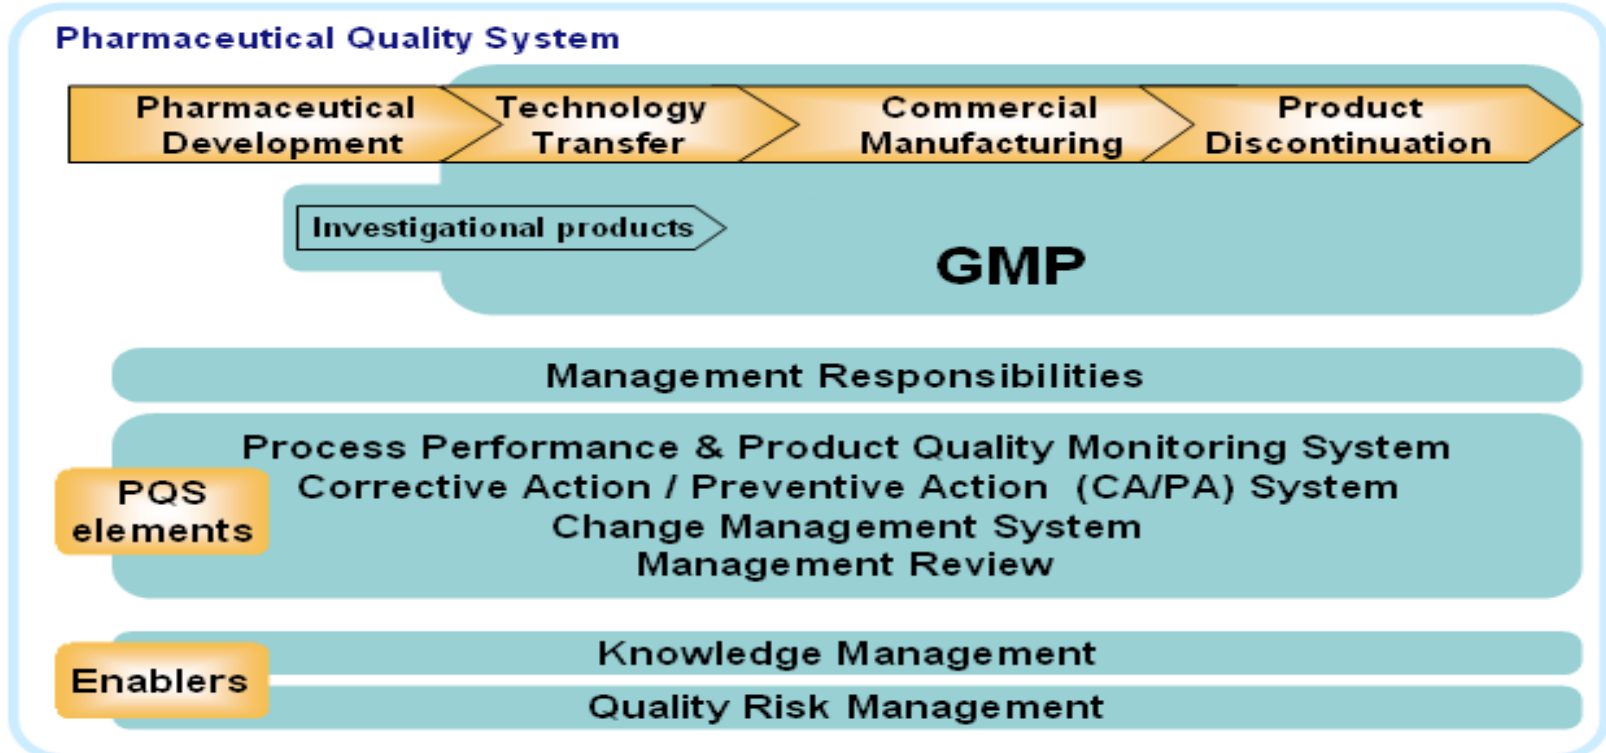 Pharmaceutical Quality System
Pharmaceutical
Development
Technology
Transfer
Commercial
Manufacturing
Product
Discontinuation
Investigational products
GMP
Management Responsibilities
PQS
elements
Process Performance & Product Quality Monitoring System
Corrective Action / Preventive Action (CA/PA) System
Change Management System
Management Review
Enablers
Knowledge Management
Quality Risk Management